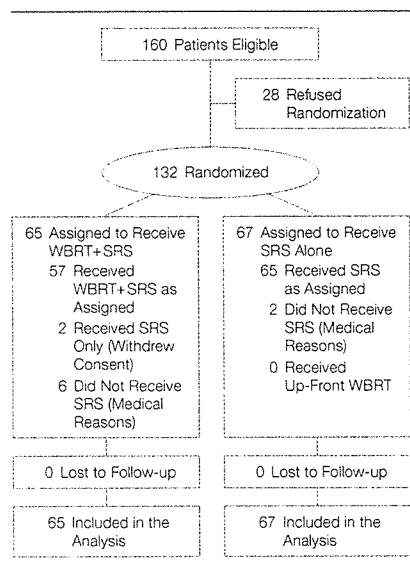 160 Patients Eligible
28 Refused
Randomization
132 Randomized
65 Assigned to Receive
WBRT+SRS
57 Received
WBRT+SRS as
Assigned
2 Received SRS
Only (Withdrew
Consent)
6 Did Not Receive
SRS (Medical
Reasons)
67 Assigned to Receive
SRS Alone
65 Received SRS
as Assigned
2 Did Not Receive
SRS (Medical
Reasons)
0 Received
Up-Front WBRT
0 Lost to Follow-up
0 Lost to Follow-up
65 Included in the
Analysis
67 Included in the
Analysis